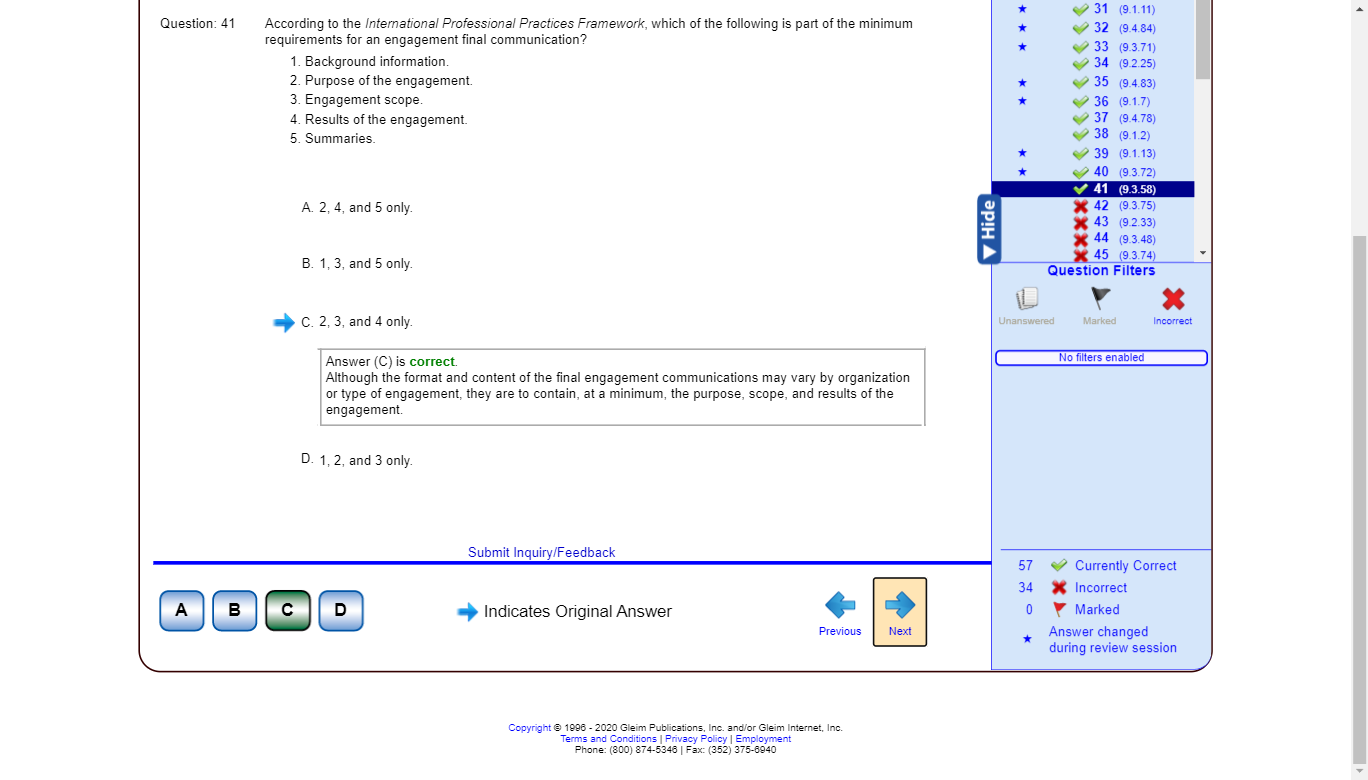 Question: 41
According to the International Professional Practices Framework, which of the following is part of the minimum
requirements for an engagement final communication?
1. Background information.
2. Purpose of the engagement.
3. Engagement scope.
4. Results of the engagement.
5. Summaries.
A. 2, 4, and 5 only.
B. 1, 3, and 5 only.
C. 2, 3, and 4 only.
Answer (C) is correct.
Although the format and content of the final engagement communications may vary by organization
or type of engagement, they are to contain, at a minimum, the purpose, scope, and results of the
engagement.
D. 1, 2, and 3 only.
Submit Inquiry/Feedback
A B C D
Indicates Original Answer
Previous
Next
31 (9.1.11)
32 (9.4.84)
33 (9.3.71)
34 (9.2.25)
35 (9.4.83)
36 (9.1.7)
37 (9.4.78)
38 (9.1.2)
39 (9.1.13)
40 (9.3.72)
41 (9.3.58)
42 (9.3.75)
43 (9.2.33)
44 (9.3.48)
45 (9.3.74)
Hide
Question Filters
Unanswered Marked Incorrect
No filters enabled
57 Currently Correct
34 Incorrect
0 Marked
Answer changed
during review session
Copyright © 1996 - 2020 Gleim Publications, Inc. and/or Gleim Internet, Inc.
Terms and Conditions | Privacy Policy | Employment
Phone: (800) 874-5346 | Fax: (352) 375-6940